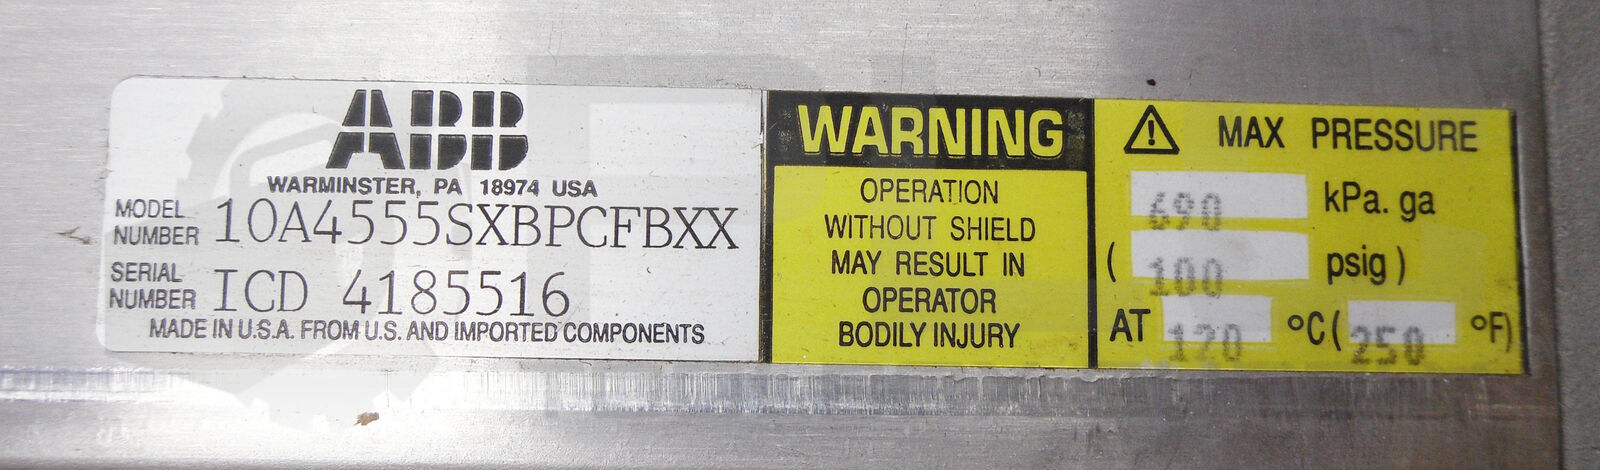 ABB
WARMINSTER, PA 18974 USA
MODEL NUMBER 10A4555SXBPCFBXX
SERIAL NUMBER ICD 4185516
MADE IN U.S.A. FROM U.S. AND IMPORTED COMPONENTS
WARNING
OPERATION
WITHOUT SHIELD
MAY RESULT IN
OPERATOR
BODILY INJURY
MAX PRESSURE
690 kPa. ga
( 100 psig )
AT 120 °C ( 250 °F)